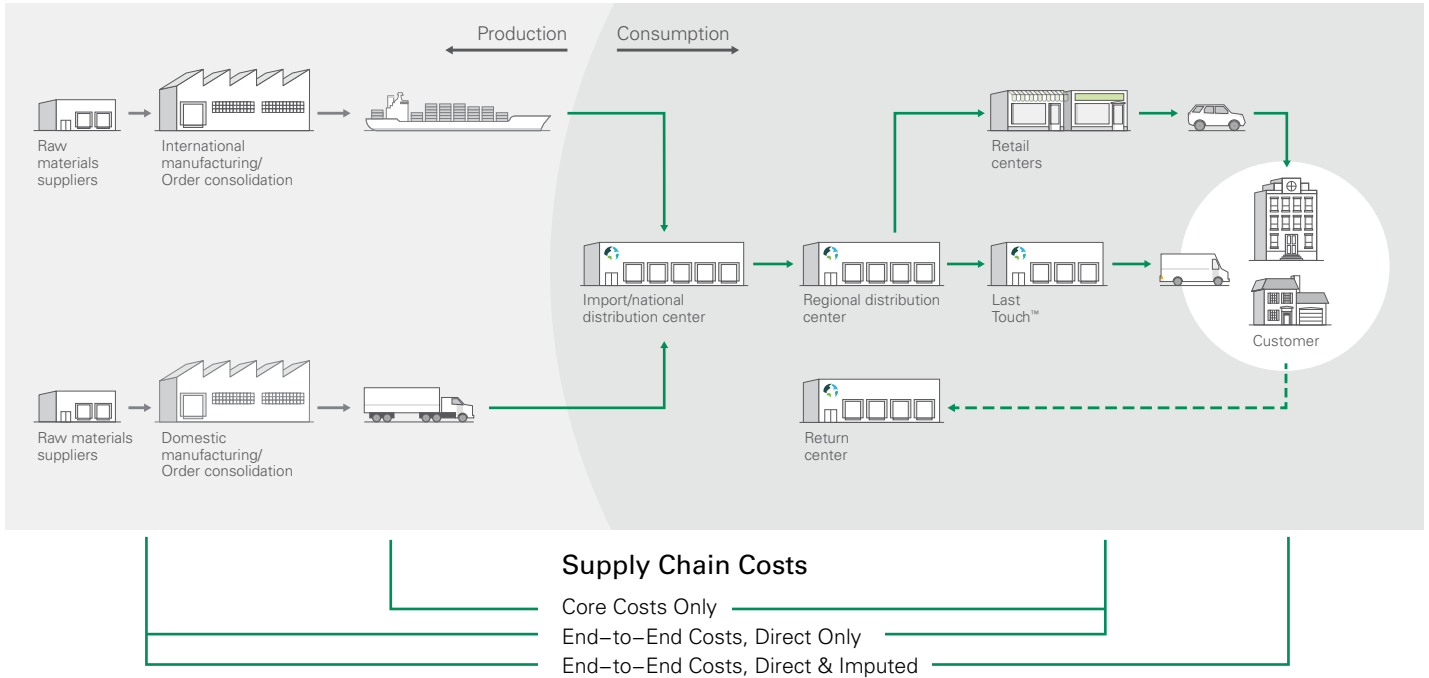 Production
Consumption
Raw
materials
suppliers
International
manufacturing/
Order consolidation
Retail
centers
Import/national
distribution center
Regional distribution
center
Last
Touch™
Customer
Raw materials
suppliers
Domestic
manufacturing/
Order consolidation
Return
center
Supply Chain Costs
Core Costs Only
End–to–End Costs, Direct Only
End–to–End Costs, Direct & Imputed